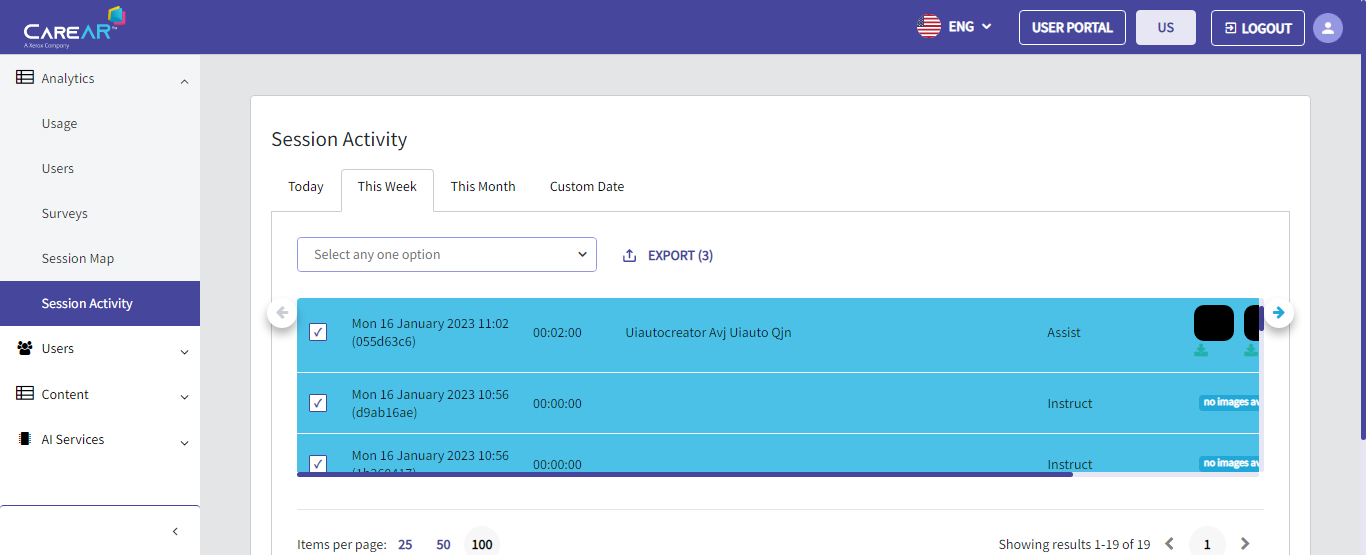 CAREAR™
A Xerox Company
ENG
USER PORTAL
US
LOGOUT
Analytics
Usage
Users
Surveys
Session Map
Session Activity
Users
Content
AI Services
Session Activity
Today
This Week
This Month
Custom Date
Select any one option
EXPORT (3)
Mon 16 January 2023 11:02
(055d63c6)
00:02:00
Uiautocreator Avj Uiauto Qjn
Assist
Mon 16 January 2023 10:56
(d9ab16ae)
00:00:00
Instruct
no images av
Mon 16 January 2023 10:56
00:00:00
Instruct
no images av
Items per page:
25
50
100
Showing results 1-19 of 19
1